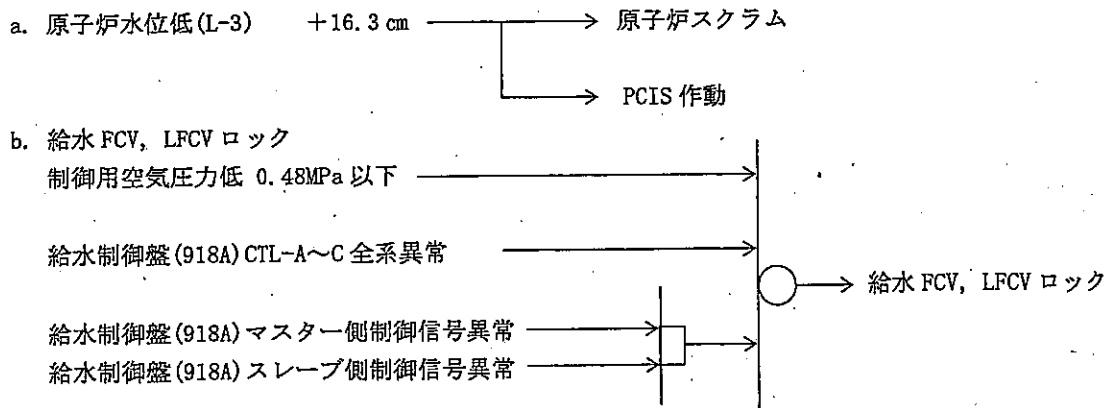 a. 原子炉水位低(L-3) +16.3 cm 原子炉スクラム
PCIS 作動
b. 給水 FCV, LFCV ロック
制御用空気圧力低 0.48MPa 以下
給水制御盤(918A)CTL-A～C 全系異常
給水 FCV, LFCV ロック
給水制御盤(918A)マスター側制御信号異常
給水制御盤(918A)スレーブ側制御信号異常